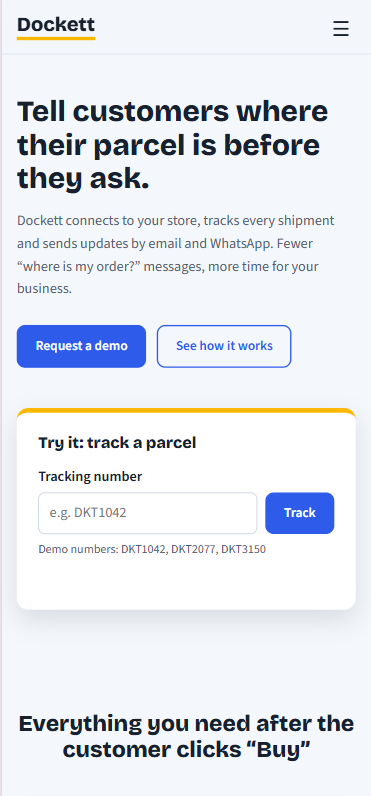 Dockett
Tell customers where
their parcel is before
they ask.
Dockett connects to your store, tracks every shipment
and sends updates by email and WhatsApp. Fewer
“where is my order?” messages, more time for your
business.
Request a demo
See how it works
Try it: track a parcel
Tracking number
e.g. DKT1042
Track
Demo numbers: DKT1042, DKT2077, DKT3150
Everything you need after the
customer clicks “Buy”